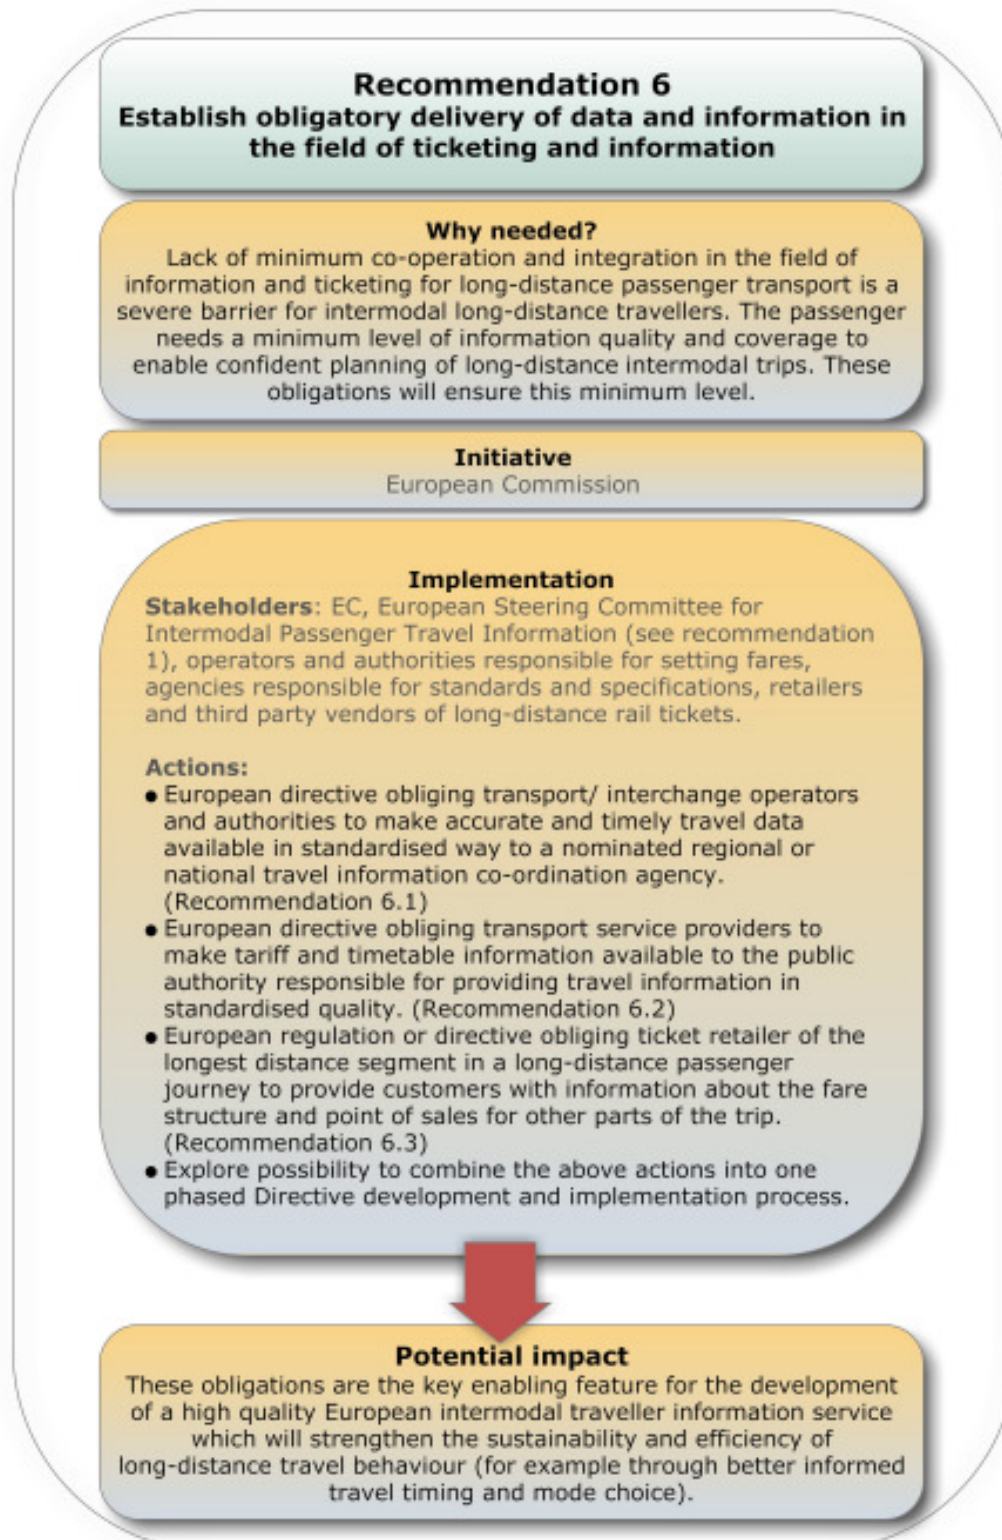 Recommendation 6
Establish obligatory delivery of data and information in
the field of ticketing and information
Why needed?
Lack of minimum co-operation and integration in the field of
information and ticketing for long-distance passenger transport is a
severe barrier for intermodal long-distance travellers. The passenger
needs a minimum level of information quality and coverage to
enable confident planning of long-distance intermodal trips. These
obligations will ensure this minimum level.
Initiative
European Commission
Implementation
Stakeholders: EC, European Steering Committee for
Intermodal Passenger Travel Information (see recommendation
1), operators and authorities responsible for setting fares,
agencies responsible for standards and specifications, retailers
and third party vendors of long-distance rail tickets.
Actions:
● European directive obliging transport/ interchange operators
and authorities to make accurate and timely travel data
available in standardised way to a nominated regional or
national travel information co-ordination agency.
(Recommendation 6.1)
● European directive obliging transport service providers to
make tariff and timetable information available to the public
authority responsible for providing travel information in
standardised quality. (Recommendation 6.2)
● European regulation or directive obliging ticket retailer of the
longest distance segment in a long-distance passenger
journey to provide customers with information about the fare
structure and point of sales for other parts of the trip.
(Recommendation 6.3)
● Explore possibility to combine the above actions into one
phased Directive development and implementation process.
Potential impact
These obligations are the key enabling feature for the development
of a high quality European intermodal traveller information service
which will strengthen the sustainability and efficiency of
long-distance travel behaviour (for example through better informed
travel timing and mode choice).